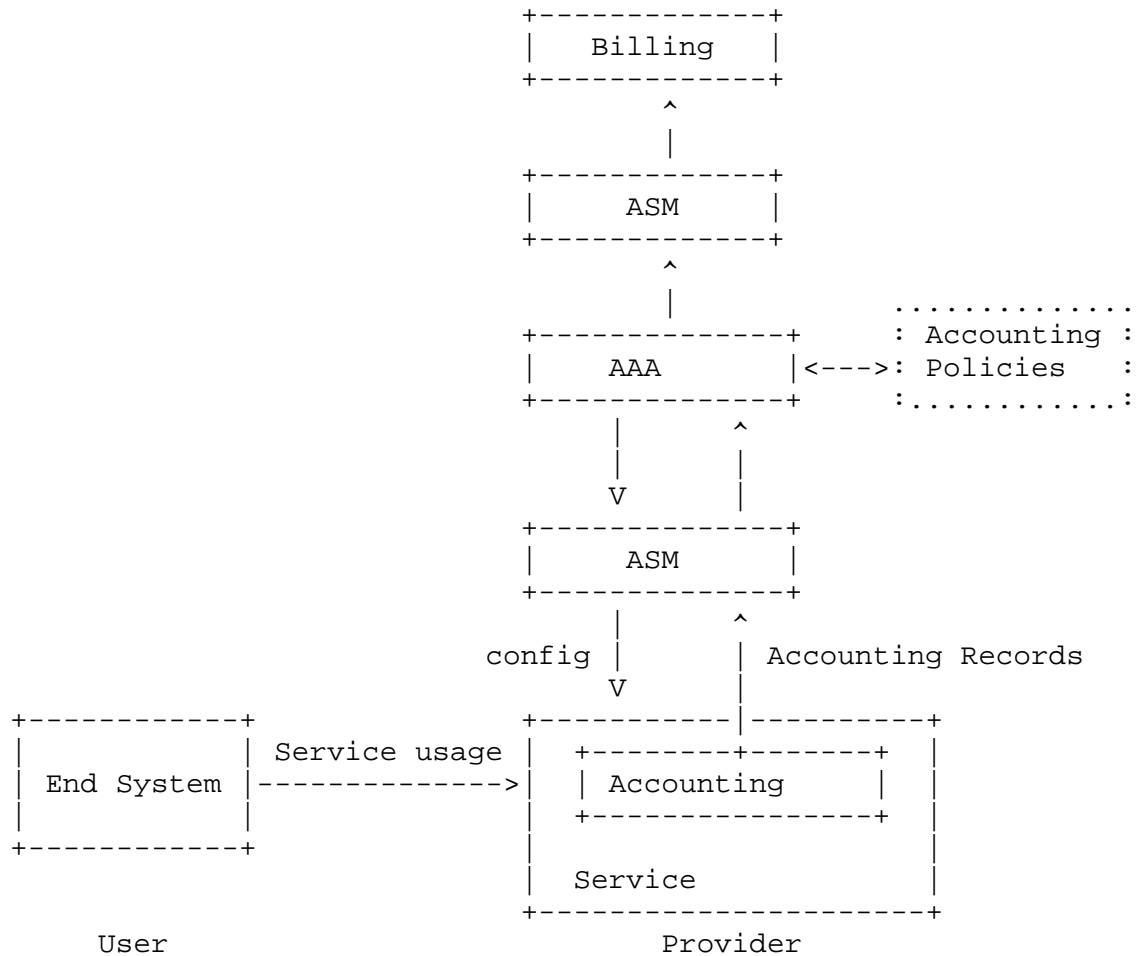 Billing
ASM
AAA
Accounting
Policies
ASM
config
Accounting Records
Service usage
End System
Accounting
Service
User
Provider